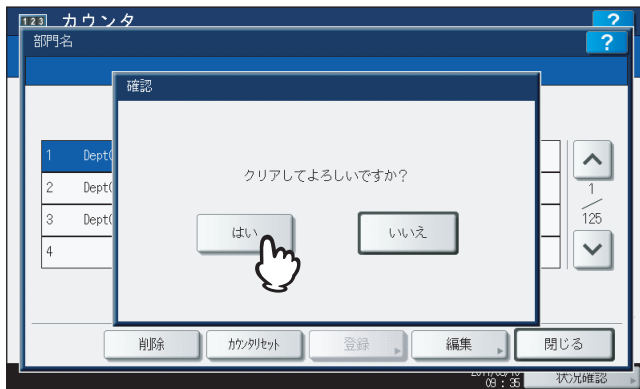 123 カウンタ ?
部門名 ?
確認
クリアしてよろしいですか?
はい いいえ
1 Dept
2 Dept
3 Dept
4
1
125
削除 カウンタリセット 登録 編集 閉じる
09:35 状況確認